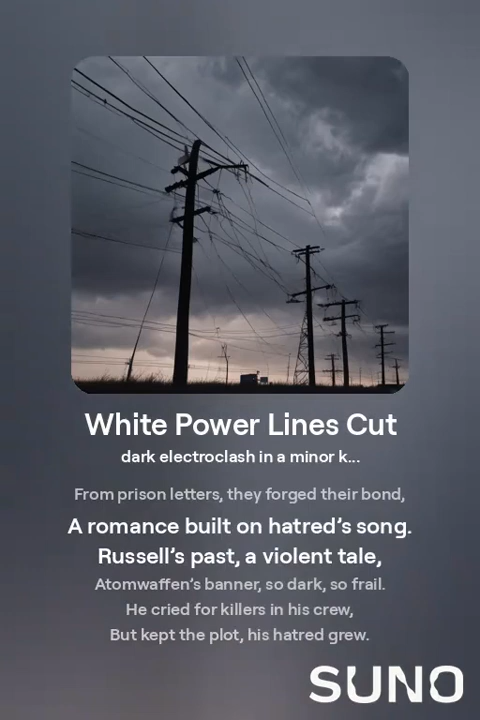 White Power Lines Cut
dark electroclash in a minor k...
From prison letters, they forged their bond,
A romance built on hatred's song.
Russell's past, a violent tale,
Atomwaffen's banner, so dark, so frail.
He cried for killers in his crew,
But kept the plot, his hatred grew.
SUNO